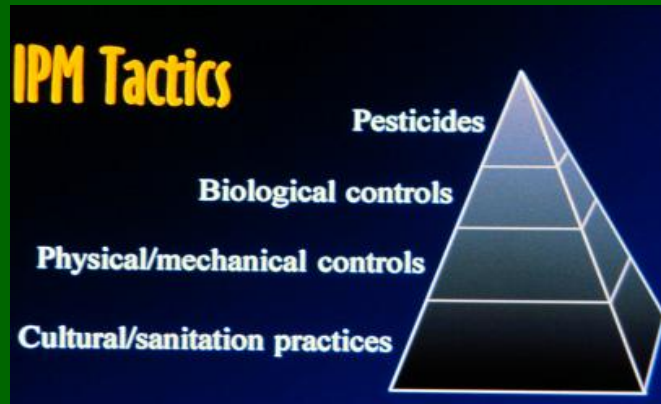 IPM Tactics
Pesticides
Biological controls
Physical/mechanical controls
Cultural/sanitation practices